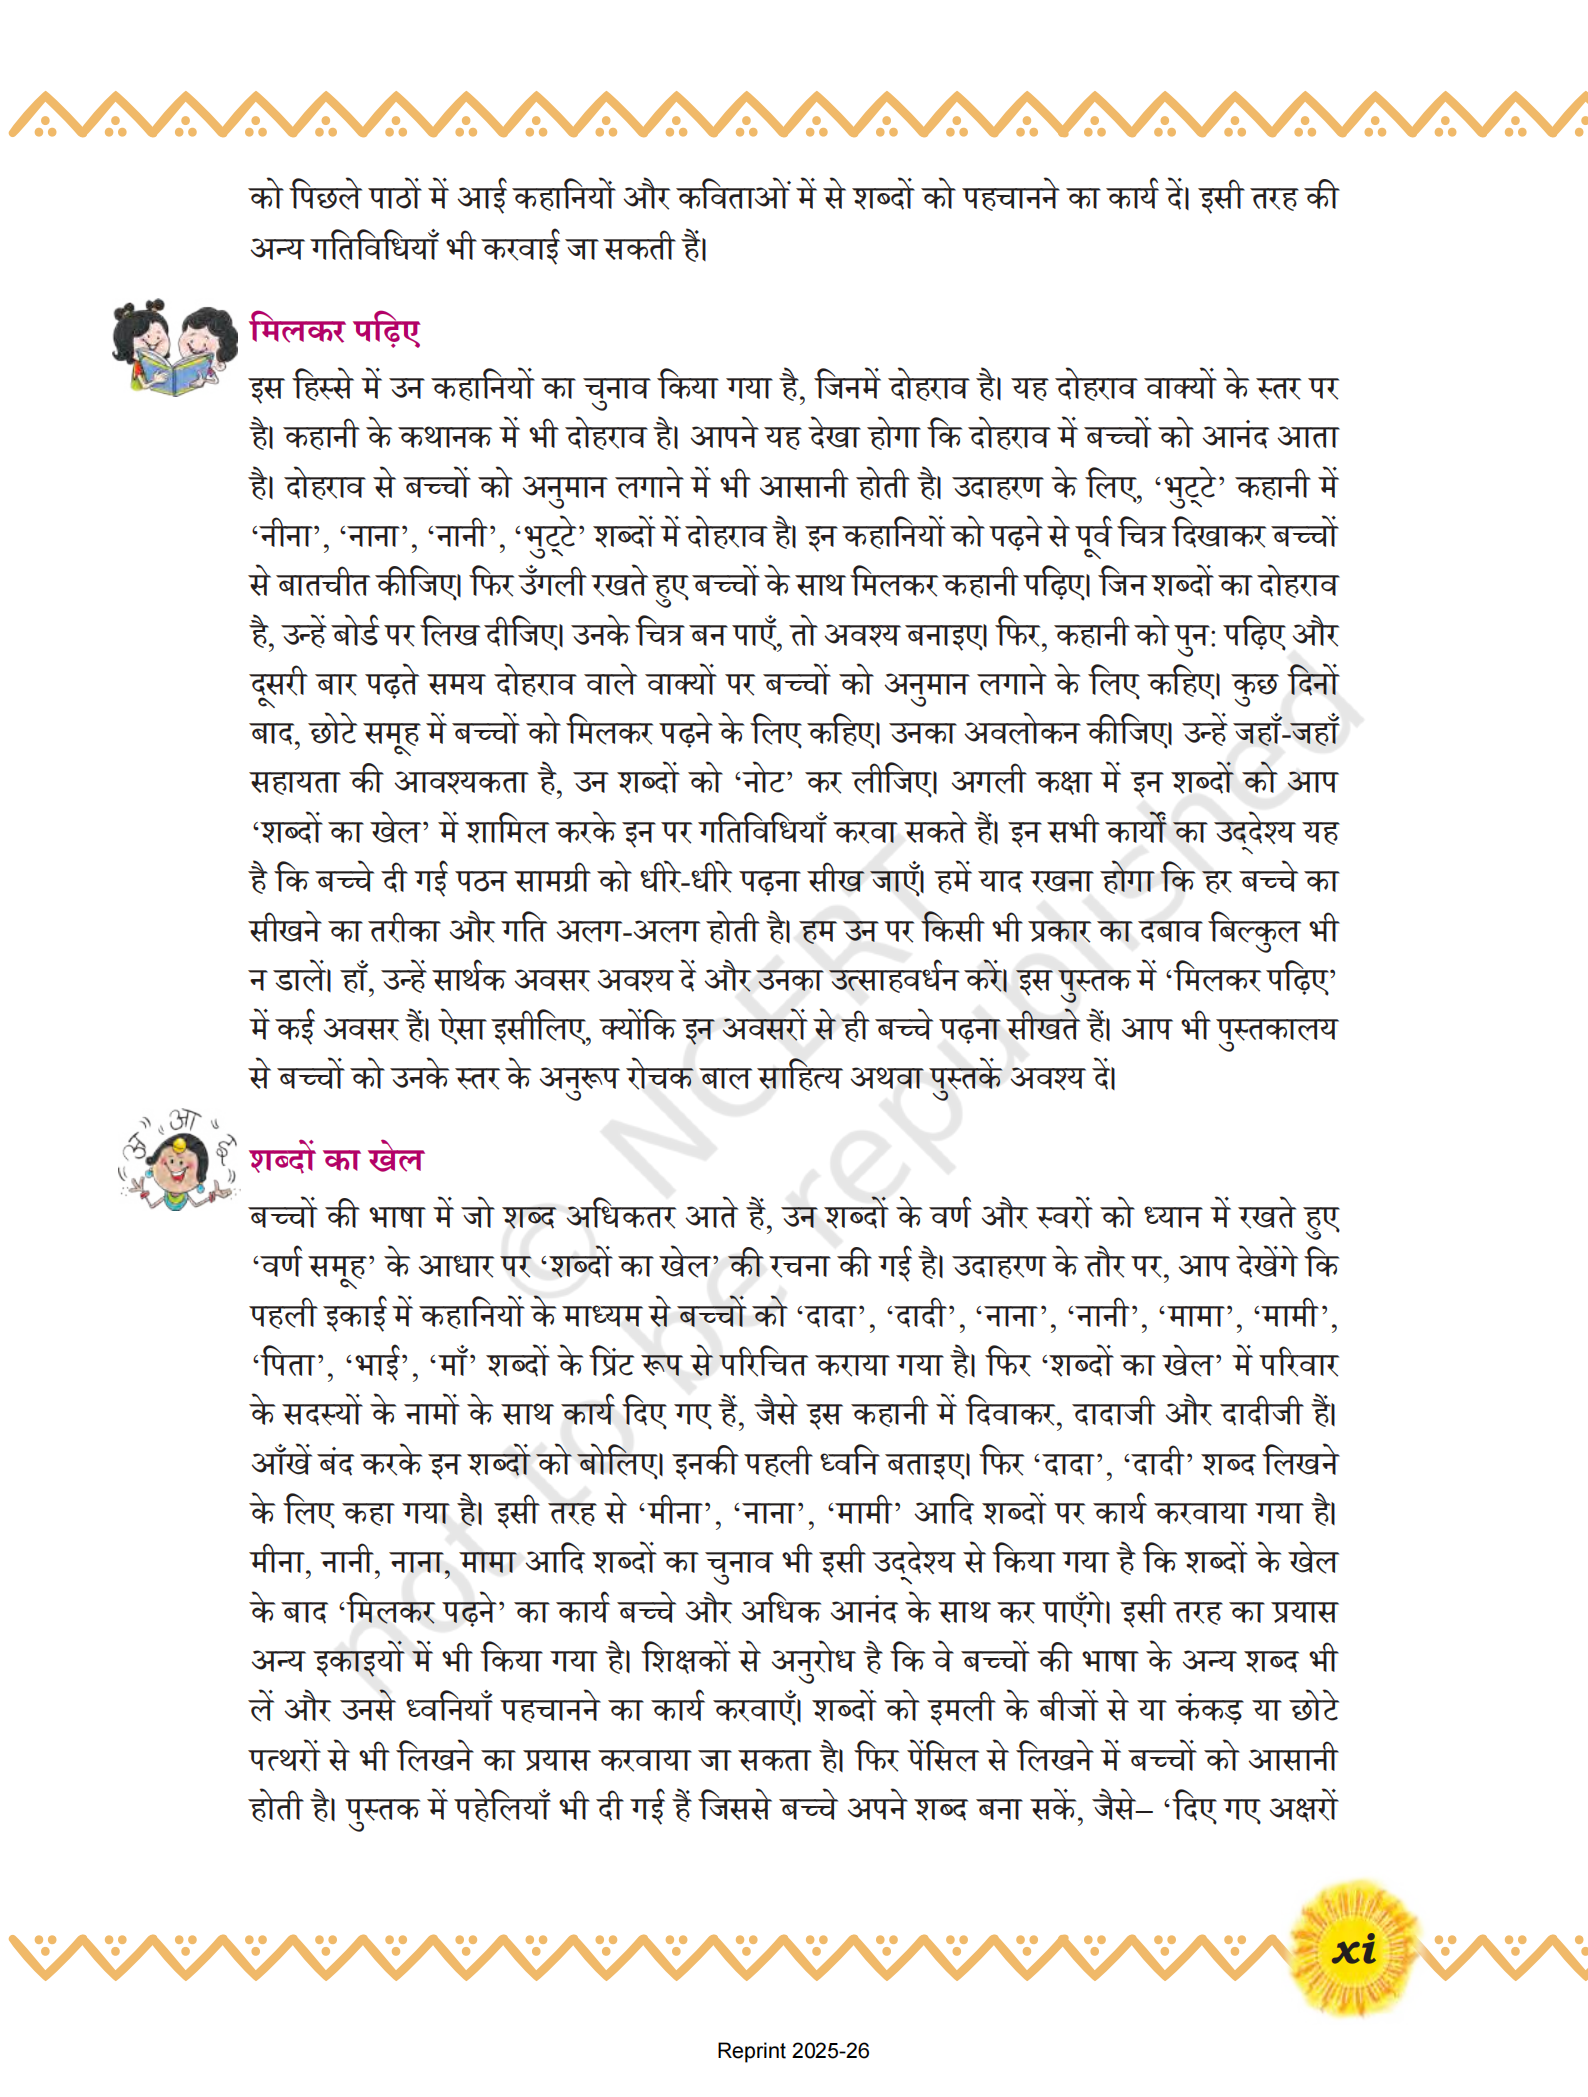 को पिछले पाठों में आई कहानियों और कविताओं में से शब्दों को पहचानने का कार्य दें। इसी तरह की
अन्य गतिविधियाँ भी करवाई जा सकती हैं।
मिलकर पढ़िए
इस हिस्से में उन कहानियों का चुनाव किया गया है, जिनमें दोहराव है। यह दोहराव वाक्यों के स्तर पर
है। कहानी के कथानक में भी दोहराव है। आपने यह देखा होगा कि दोहराव में बच्चों को आनंद आता
है। दोहराव से बच्चों को अनुमान लगाने में भी आसानी होती है। उदाहरण के लिए, ‘भुट्‌टे’ कहानी में
‘नीना’, ‘नाना’, ‘नानी’, ‘भुट्‌टे’ शब्दों में दोहराव है। इन कहानियों को पढ़ने से पूर्व चित्र दिखाकर बच्चों
से बातचीत कीजिए। फिर उँगली रखते हुए बच्चों के साथ मिलकर कहानी पढ़िए। जिन शब्दों का दोहराव
है, उन्हें बोर्ड पर लिख दीजिए। उनके चित्र बन पाएँ, तो अवश्य बनाइए। फिर, कहानी को पुन: पढ़िए और
दूसरी बार पढ़ते समय दोहराव वाले वाक्यों पर बच्चों को अनुमान लगाने के लिए कहिए। कुछ दिनों
बाद, छोटे समूह में बच्चों को मिलकर पढ़ने के लिए कहिए। उनका अवलोकन कीजिए। उन्हें जहाँ-जहाँ
सहायता की आवश्यकता है, उन शब्दों को ‘नोट’ कर लीजिए। अगली कक्षा में इन शब्दों को आप
‘शब्दों का खेल’ में शामिल करके इन पर गतिविधियाँ करवा सकते हैं। इन सभी कार्यों का उद्‌देश्य यह
है कि बच्चे दी गई पठन सामग्री को धीरे-धीरे पढ़ना सीख जाएँ। हमें याद रखना होगा कि हर बच्चे का
सीखने का तरीका और गति अलग-अलग होती है। हम उन पर किसी भी प्रकार का दबाव बिल्कुल भी
न डालें। हाँ, उन्हें सार्थक अवसर अवश्य दें और उनका उत्साहवर्धन करें। इस पुस्तक में ‘मिलकर पढ़िए’
में कई अवसर हैं। ऐसा इसीलिए, क्योंकि इन अवसरों से ही बच्चे पढ़ना सीखते हैं। आप भी पुस्तकालय
से बच्चों को उनके स्तर के अनुरूप रोचक बाल साहित्य अथवा पुस्तकें अवश्य दें।
अ आ इ
शब्दों का खेल
बच्चों की भाषा में जो शब्द अधिकतर आते हैं, उन शब्दों के वर्ण और स्वरों को ध्यान में रखते हुए
‘वर्ण समूह’ के आधार पर ‘शब्दों का खेल’ की रचना की गई है। उदाहरण के तौर पर, आप देखेंगे कि
पहली इकाई में कहानियों के माध्यम से बच्चों को ‘दादा’, ‘दादी’, ‘नाना’, ‘नानी’, ‘मामा’, ‘मामी’,
‘पिता’, ‘भाई’, ‘माँ’ शब्दों के प्रिंट रूप से परिचित कराया गया है। फिर ‘शब्दों का खेल’ में परिवार
के सदस्यों के नामों के साथ कार्य दिए गए हैं, जैसे इस कहानी में दिवाकर, दादाजी और दादीजी हैं।
आँखें बंद करके इन शब्दों को बोलिए। इनकी पहली ध्वनि बताइए। फिर ‘दादा’, ‘दादी’ शब्द लिखने
के लिए कहा गया है। इसी तरह से ‘मीना’, ‘नाना’, ‘मामी’ आदि शब्दों पर कार्य करवाया गया है।
मीना, नानी, नाना, मामा आदि शब्दों का चुनाव भी इसी उद्‌देश्य से किया गया है कि शब्दों के खेल
के बाद ‘मिलकर पढ़ने’ का कार्य बच्चे और अधिक आनंद के साथ कर पाएँगे। इसी तरह का प्रयास
अन्य इकाइयों में भी किया गया है। शिक्षकों से अनुरोध है कि वे बच्चों की भाषा के अन्य शब्द भी
लें और उनसे ध्वनियाँ पहचानने का कार्य करवाएँ। शब्दों को इमली के बीजों से या कंकड़ या छोटे
पत्थरों से भी लिखने का प्रयास करवाया जा सकता है। फिर पेंसिल से लिखने में बच्चों को आसानी
होती है। पुस्तक में पहेलियाँ भी दी गई हैं जिससे बच्चे अपने शब्द बना सकें, जैसे– ‘दिए गए अक्षरों
© NCERT
not to be republished
xi
Reprint 2025-26